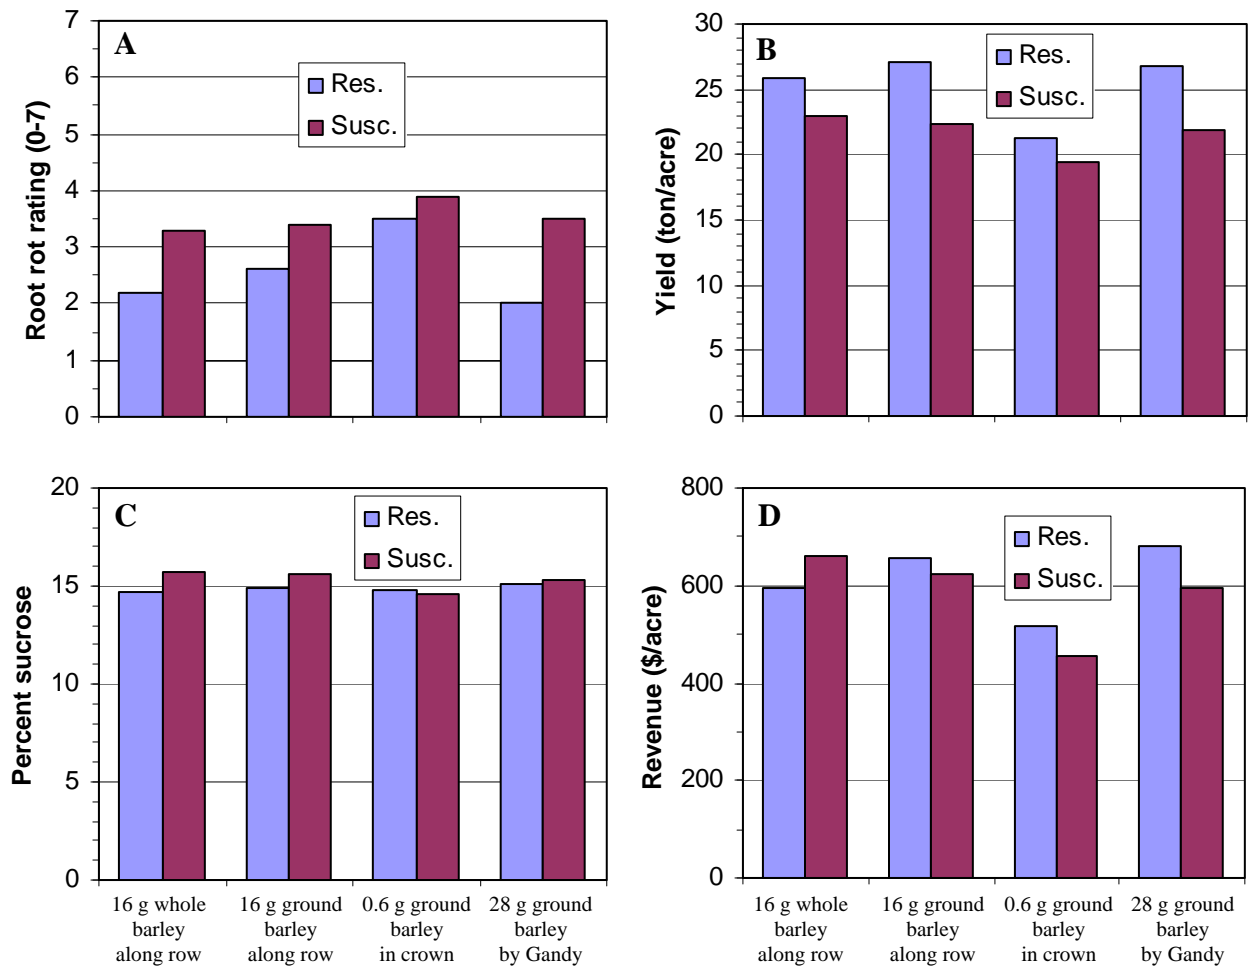 A
Root rot rating (0-7)
7
6
5
4
3
2
1
0
Res.
Susc.
B
Yield (ton/acre)
30
25
20
15
10
5
0
Res.
Susc.
C
Percent sucrose
20
15
10
5
0
Res.
Susc.
16 g whole
barley
along row
16 g ground
barley
along row
0.6 g ground
barley
in crown
28 g ground
barley
by Gandy
D
Revenue ($/acre)
800
600
400
200
0
Res.
Susc.
16 g whole
barley
along row
16 g ground
barley
along row
0.6 g ground
barley
in crown
28 g ground
barley
by Gandy